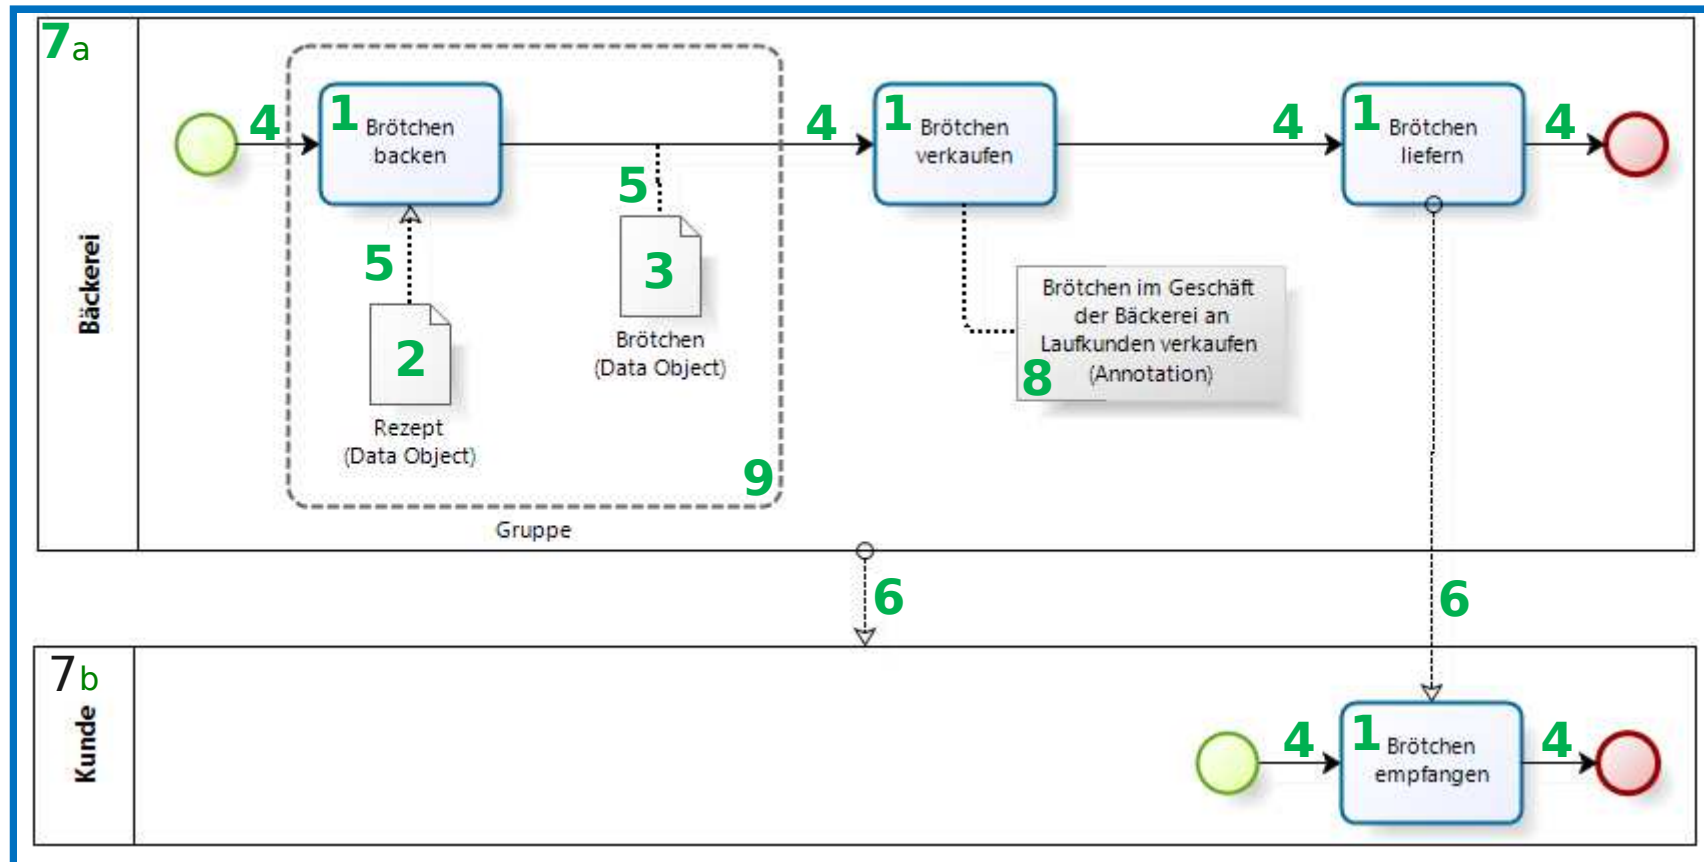 7a
4
1
Brötchen
backen
4
1
Brötchen
verkaufen
4
1
Brötchen
liefern
4
5
5
3
2
Brötchen
(Data Object)
Rezept
(Data Object)
9
Gruppe
Brötchen im Geschäft
der Bäckerei an
Laufkunden verkaufen
(Annotation)
8
Bäckerei
6
6
7b
Kunde
4
1
Brötchen
empfangen
4